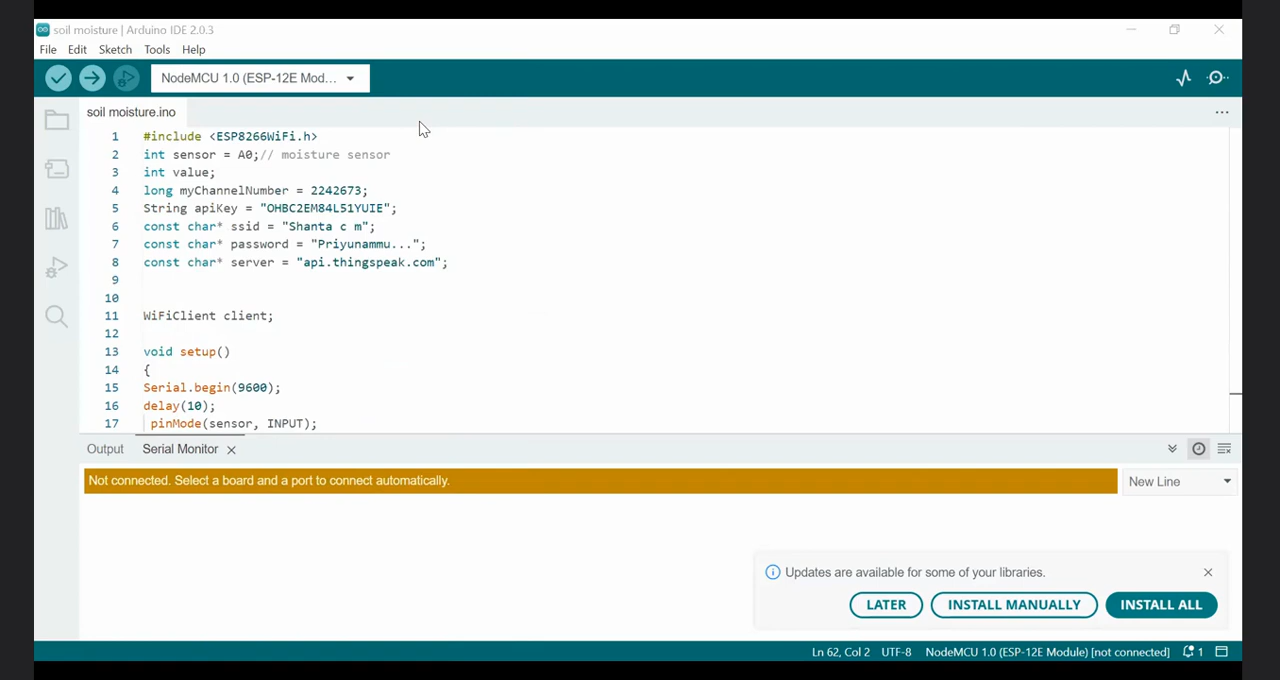 soil moisture | Arduino IDE 2.0.3
File Edit Sketch Tools Help
NodeMCU 1.0 (ESP-12E Mod...
soil moisture.ino
1 #include <ESP8266WiFi.h>
2 int sensor = A0;// moisture sensor
3 int value;
4 long myChannelNumber = 2242673;
5 String apiKey = "OHBC2EM84L51YUIE";
6 const char* ssid = "Shanta c m";
7 const char* password = "Priyunammu...";
8 const char* server = "api.thingspeak.com";
9
10
11 WiFiClient client;
12
13 void setup()
14 {
15 Serial.begin(9600);
16 delay(10);
17 pinMode(sensor, INPUT);
Output Serial Monitor
Not connected. Select a board and a port to connect automatically.
New Line
Updates are available for some of your libraries.
LATER INSTALL MANUALLY INSTALL ALL
Ln 62, Col 2 UTF-8 NodeMCU 1.0 (ESP-12E Module) [not connected] 1